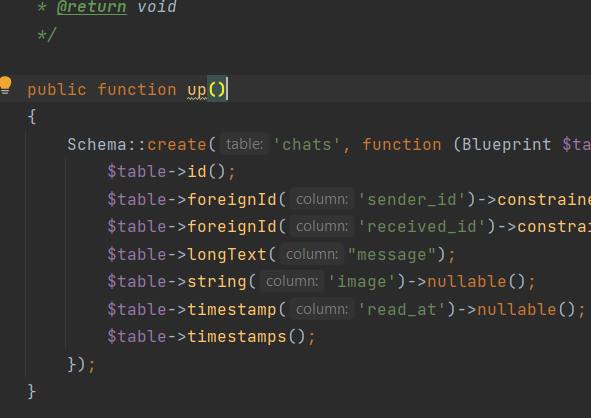 * @return void
*/
public function up()
{
Schema::create( table: 'chats', function (Blueprint $ta
$table->id();
$table->foreignId( column: 'sender_id')->constraine
$table->foreignId( column: 'received_id')->constrai
$table->longText( column: "message");
$table->string( column: 'image')->nullable();
$table->timestamp( column: 'read_at')->nullable();
$table->timestamps();
});
}